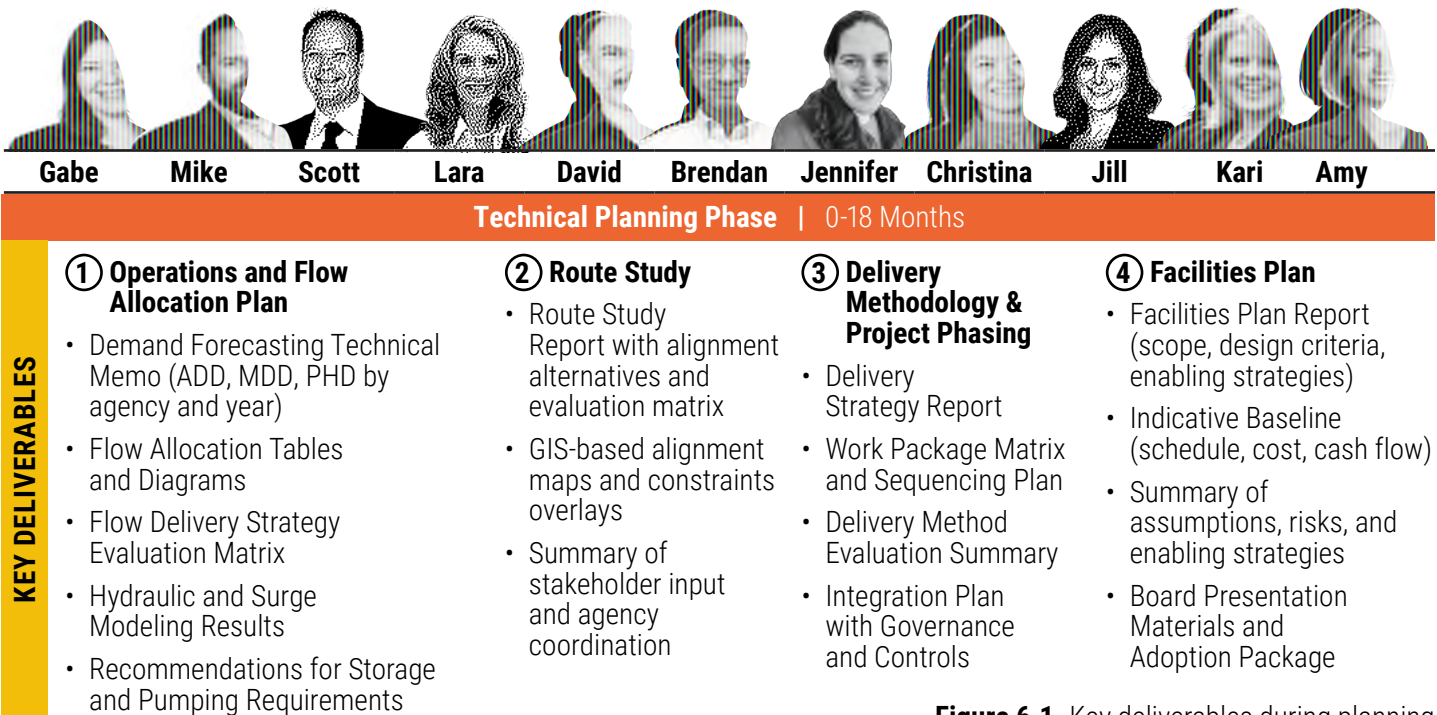 Gabe Mike Scott Lara David Brendan Jennifer Christina Jill Kari Amy
Technical Planning Phase | 0-18 Months
KEY DELIVERABLES
1 Operations and Flow
Allocation Plan
• Demand Forecasting Technical
Memo (ADD, MDD, PHD by
agency and year)
• Flow Allocation Tables
and Diagrams
• Flow Delivery Strategy
Evaluation Matrix
• Hydraulic and Surge
Modeling Results
• Recommendations for Storage
and Pumping Requirements
2 Route Study
• Route Study
Report with alignment
alternatives and
evaluation matrix
• GIS-based alignment
maps and constraints
overlays
• Summary of
stakeholder input
and agency
coordination
3 Delivery
Methodology &
Project Phasing
• Delivery
Strategy Report
• Work Package Matrix
and Sequencing Plan
• Delivery Method
Evaluation Summary
• Integration Plan
with Governance
and Controls
4 Facilities Plan
• Facilities Plan Report
(scope, design criteria,
enabling strategies)
• Indicative Baseline
(schedule, cost, cash flow)
• Summary of
assumptions, risks, and
enabling strategies
• Board Presentation
Materials and
Adoption Package
Figure 6-1. Key deliverables during planning